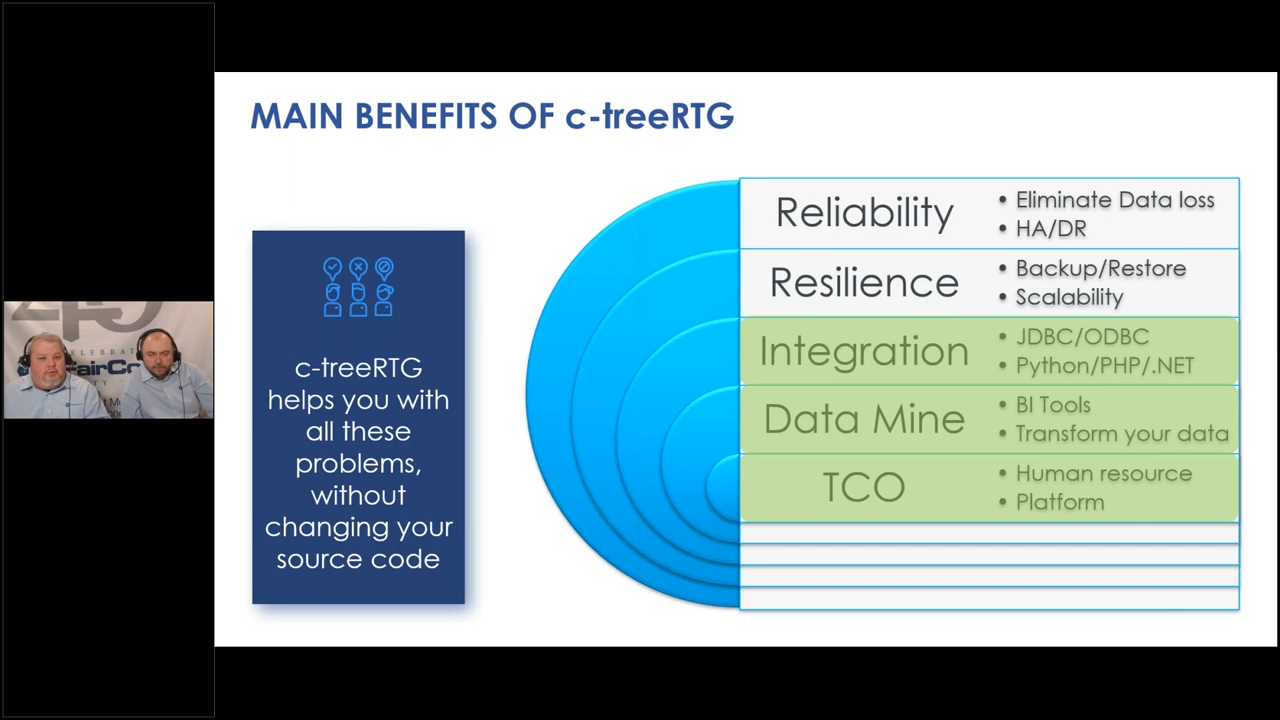 MAIN BENEFITS OF c-treeRTG
c-treeRTG
helps you with
all these
problems,
without
changing your
source code
Reliability
• Eliminate Data loss
• HA/DR
Resilience
• Backup/Restore
• Scalability
Integration
• JDBC/ODBC
• Python/PHP/.NET
Data Mine
• BI Tools
• Transform your data
TCO
• Human resource
• Platform